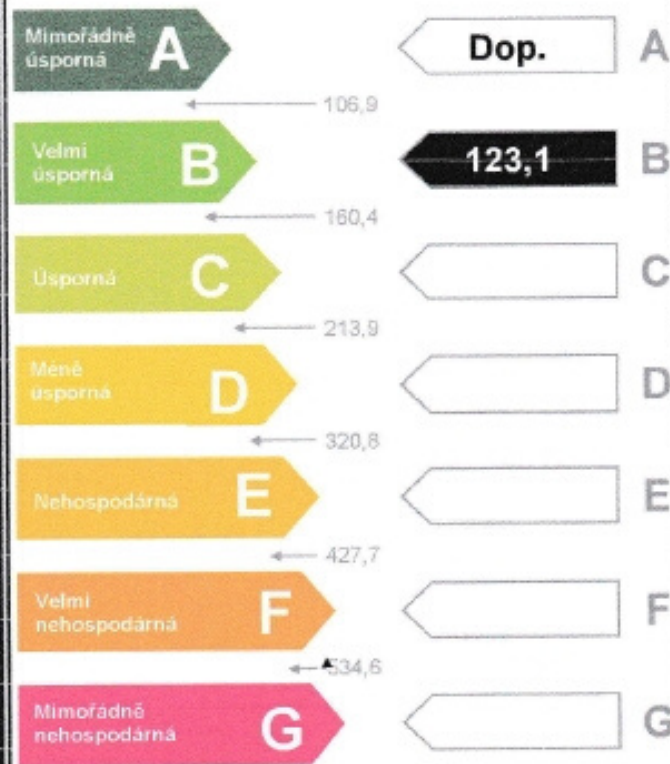 Mimořádně
úsporná
A
Dop.
A
106,9
Velmi
úsporná
B
123,1
B
160,4
Úsporná
C
C
213,9
Méně
úsporná
D
D
320,8
Nehospodárná
E
E
427,7
Velmi
nehospodárná
F
F
534,6
Mimořádně
nehospodárná
G
G